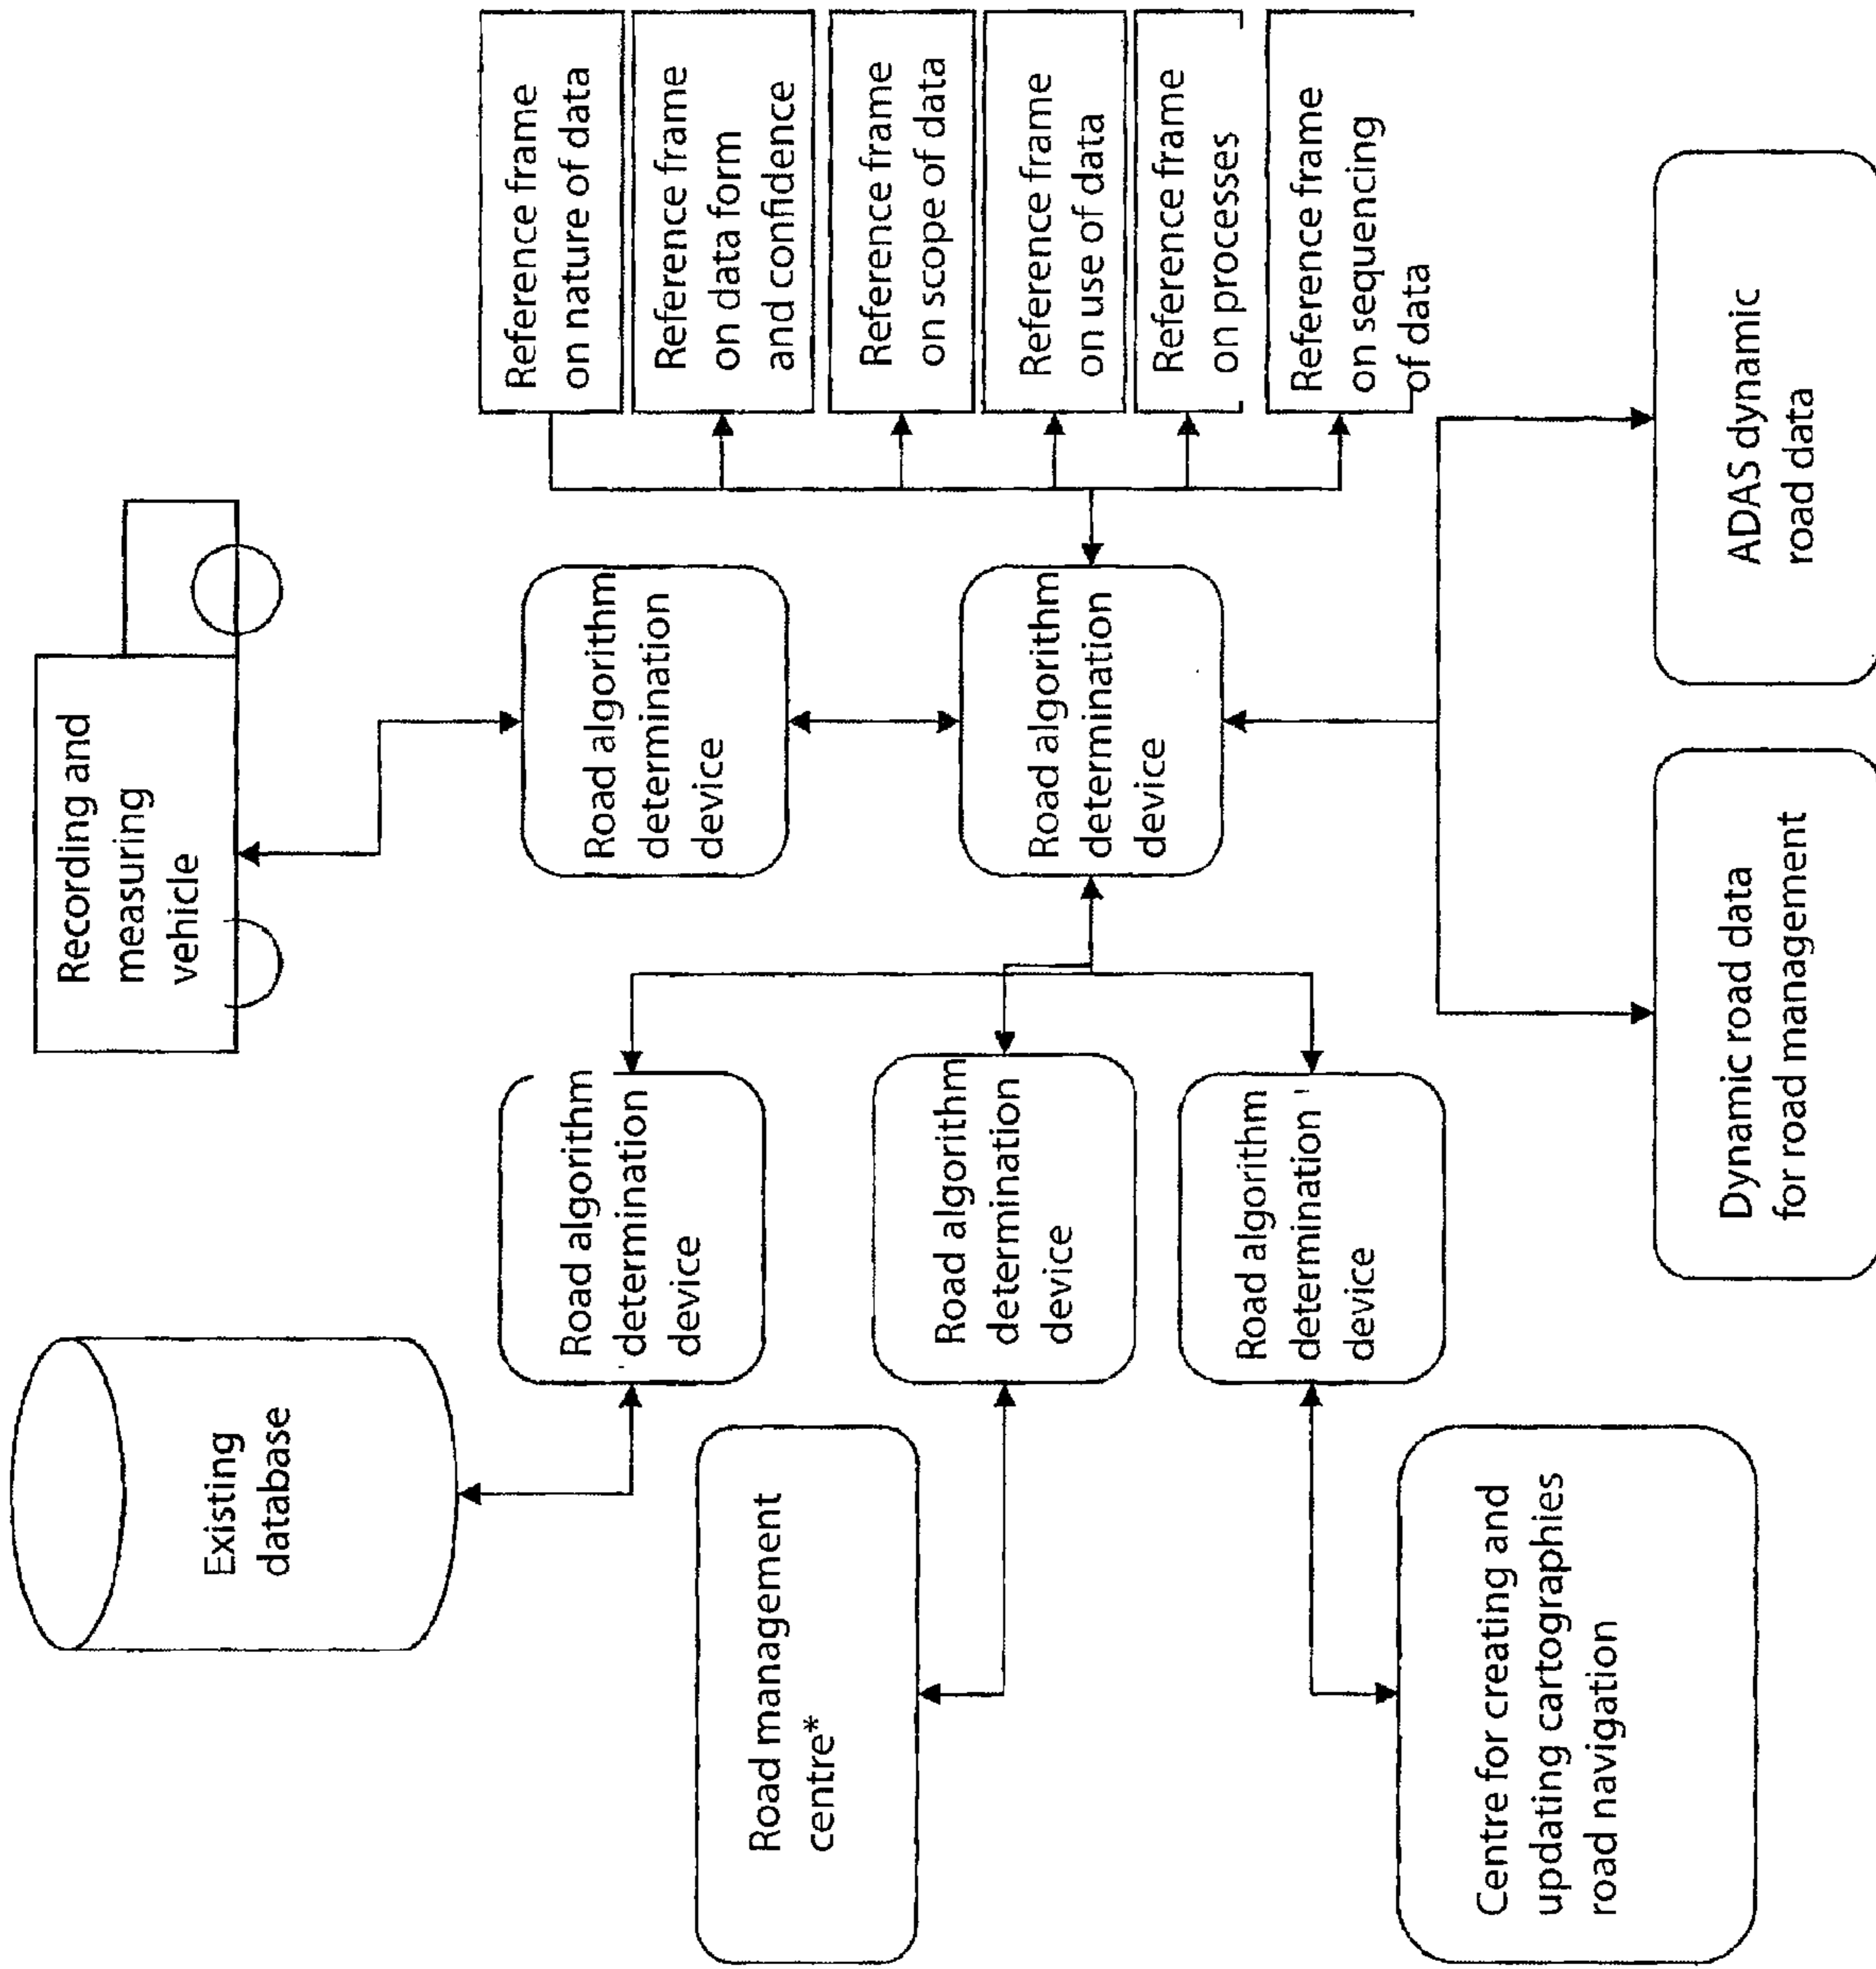 Existing
database
Recording and
measuring
vehicle
Road management
centre*
Road algorithm
determination
device
Road algorithm
determination
device
Reference frame
on nature of data
Reference frame
on data form
and confidence
Reference frame
on scope of data
Road algorithm
determination
device
Road algorithm
determination
device
Reference frame
on use of data
Reference frame
on processes
Centre for creating and
updating cartographies
road navigation
Road algorithm
determination
device
Reference frame
on sequencing
of data
Dynamic road data
for road management
ADAS dynamic
road data